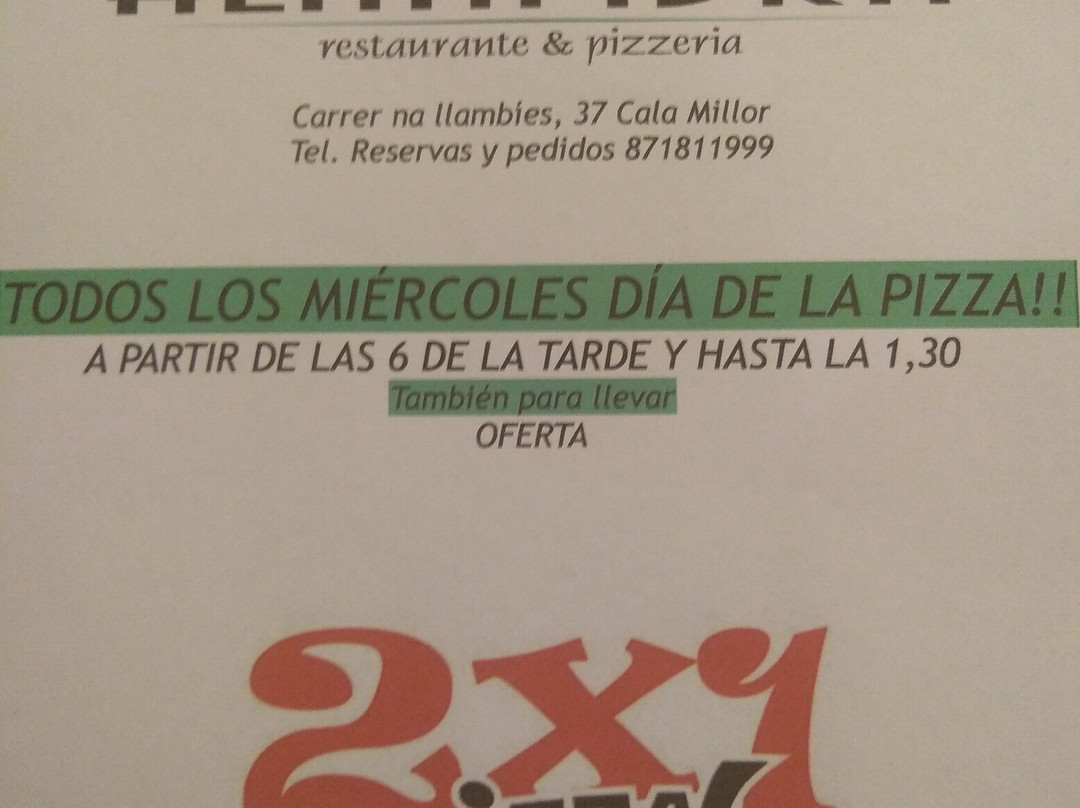 restaurante & pizzeria
Carrer na llambíes, 37 Cala Millor
Tel. Reservas y pedidos 871811999
TODOS LOS MIÉRCOLES DÍA DE LA PIZZA!!
A PARTIR DE LAS 6 DE LA TARDE Y HASTA LA 1,30
También para llevar
OFERTA
2x1